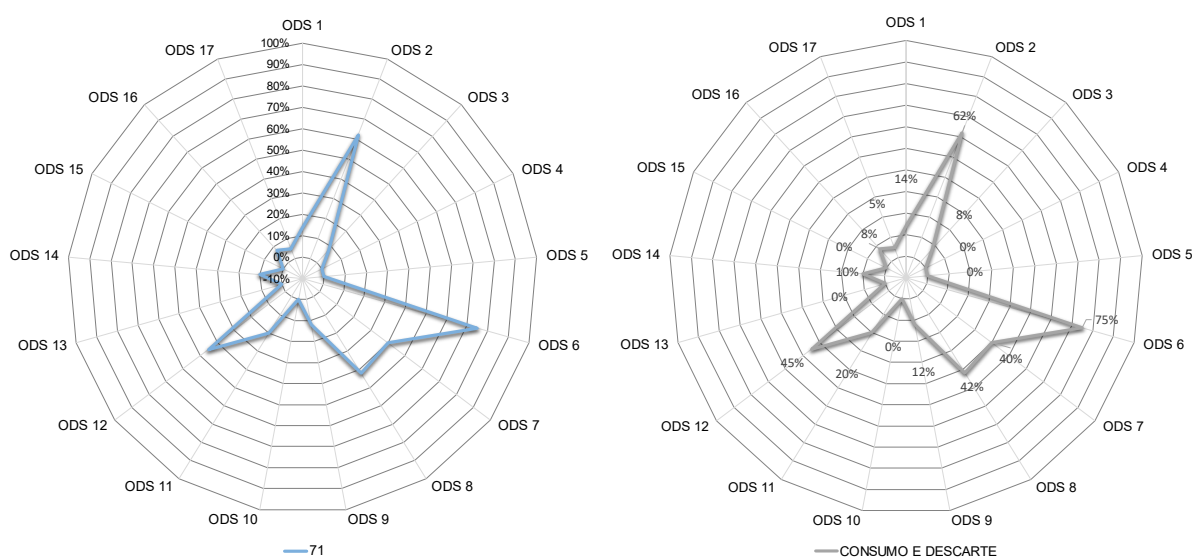 ODS 1
100%
ODS 17
ODS 2
90%
80%
ODS 16
ODS 3
70%
60%
50%
ODS 15
ODS 4
40%
30%
20%
10%
ODS 14
ODS 5
0%
-10%
ODS 13
ODS 6
ODS 12
ODS 7
ODS 11
ODS 8
ODS 10
ODS 9
71
ODS 1
ODS 17
ODS 2
ODS 16
ODS 3
62%
ODS 15
ODS 4
14%
5%
8%
8%
ODS 14
0%
0%
ODS 5
10%
0%
0%
ODS 13
75%
ODS 6
0%
40%
45%
20%
12%
42%
ODS 12
ODS 7
ODS 11
ODS 8
ODS 10
ODS 9
CONSUMO E DESCARTE